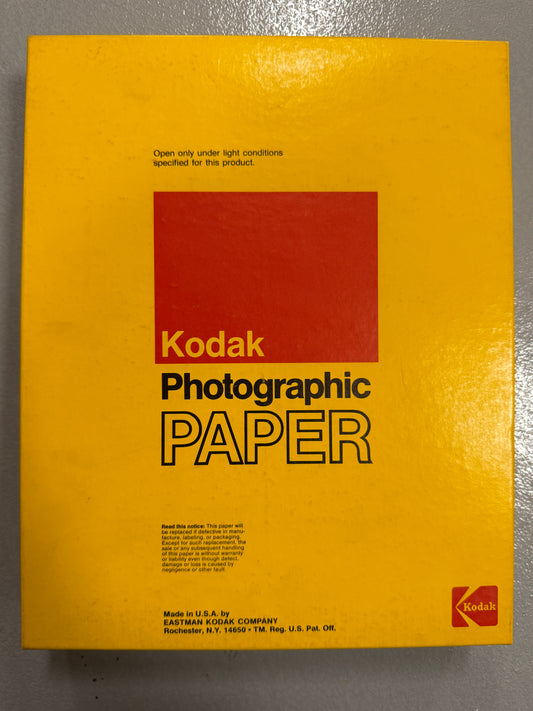 Open only under light conditions
specified for this product.
Kodak
Photographic
PAPER
Read this notice: This paper will
be replaced if defective in manu-
facture, labeling, or packaging.
Except for such replacement, the
sale or any subsequent handling
of this paper is without warranty
or liability even though defect,
damage or loss is caused by
negligence or other fault.
Made in U.S.A. by
EASTMAN KODAK COMPANY
Rochester, N.Y. 14650 • TM. Reg. U.S. Pat. Off.
Kodak